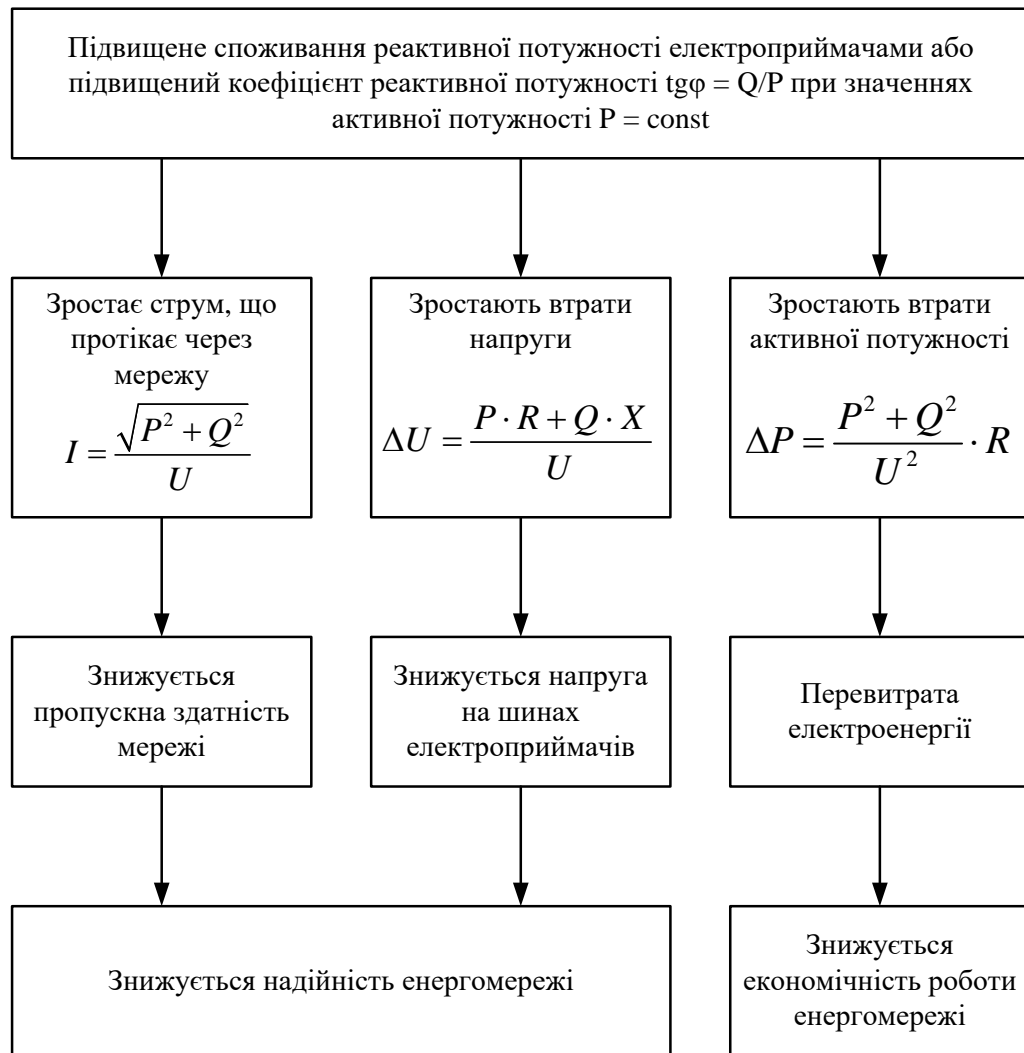 Підвищене споживання реактивної потужності електроприймачами або
підвищений коефіцієнт реактивної потужності tgφ = Q/P при значеннях
активної потужності P = const
Зростає струм, що
протікає через
мережу
I = √(P² + Q²) / U
Зростають втрати
напруги
ΔU = (P · R + Q · X) / U
Зростають втрати
активної потужності
ΔP = (P² + Q²) / U² · R
Знижується
пропускна здатність
мережі
Знижується напруга
на шинах
електроприймачів
Перевитрата
електроенергії
Знижується надійність енергомережі
Знижується
економічність роботи
енергомережі